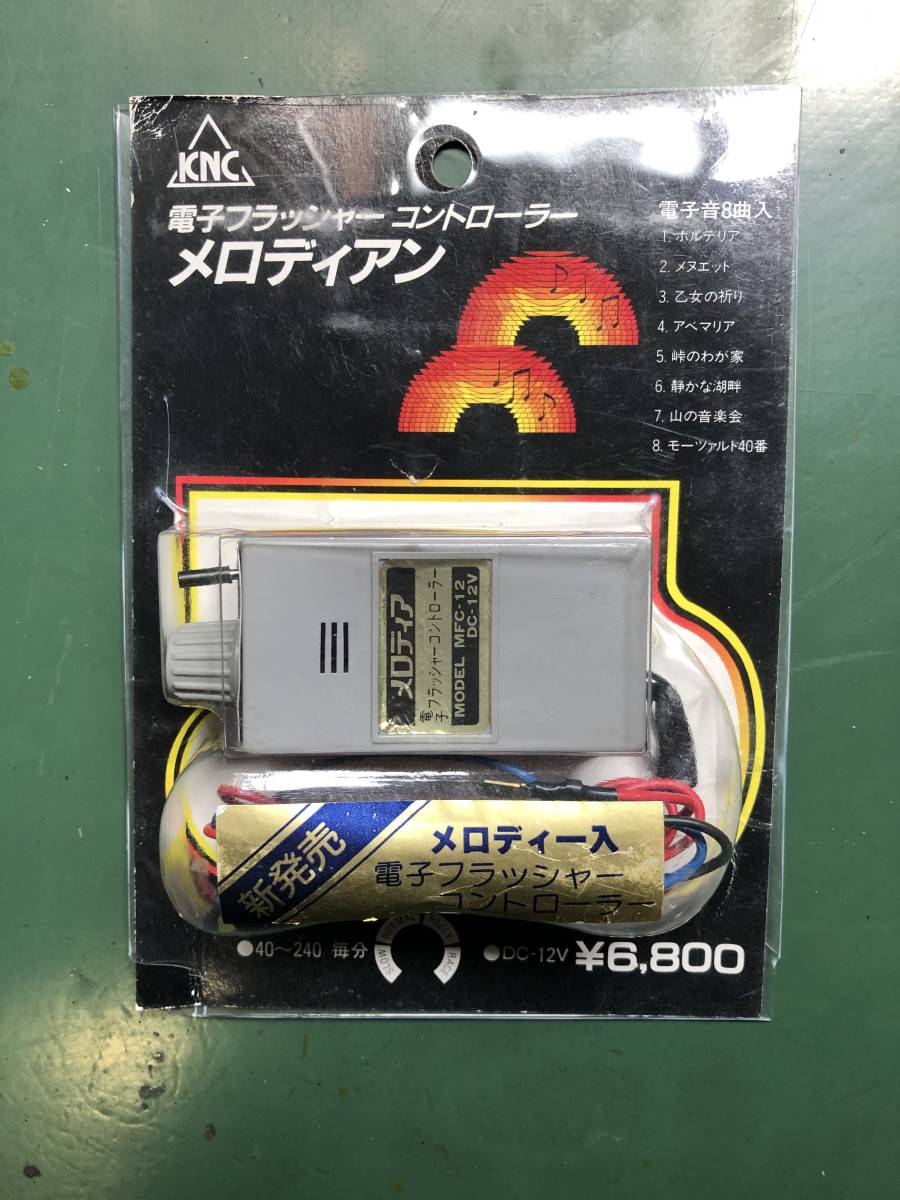 KNC
電子フラッシャー コントローラー
メロディアン
電子音8曲入
1. ポルテリア
2. メヌエット
3. 乙女の祈り
4. アベマリア
5. 峠のわが家
6. 静かな湖畔
7. 山の音楽会
8. モーツァルト40番
メロディア
電子フラッシャーコントローラー
MODEL MFC-12
DC-12V
新発売
メロディー入
電子フラッシャー
コントローラー
●40〜240 毎分
SLOW NORMAL RALLY RACE
●DC-12V
¥6,800